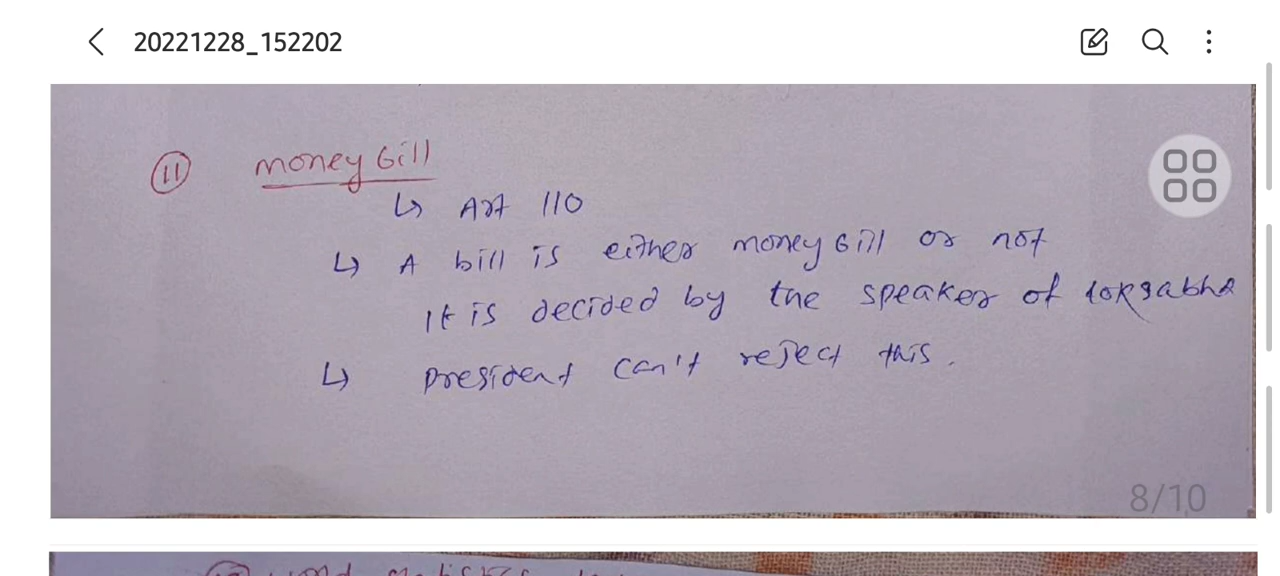 20221228_152202
11 money bill
↳ Art 110
↳ A bill is either money bill or not
It is decided by the speaker of loksabha
↳ president can't reject this.
8/10